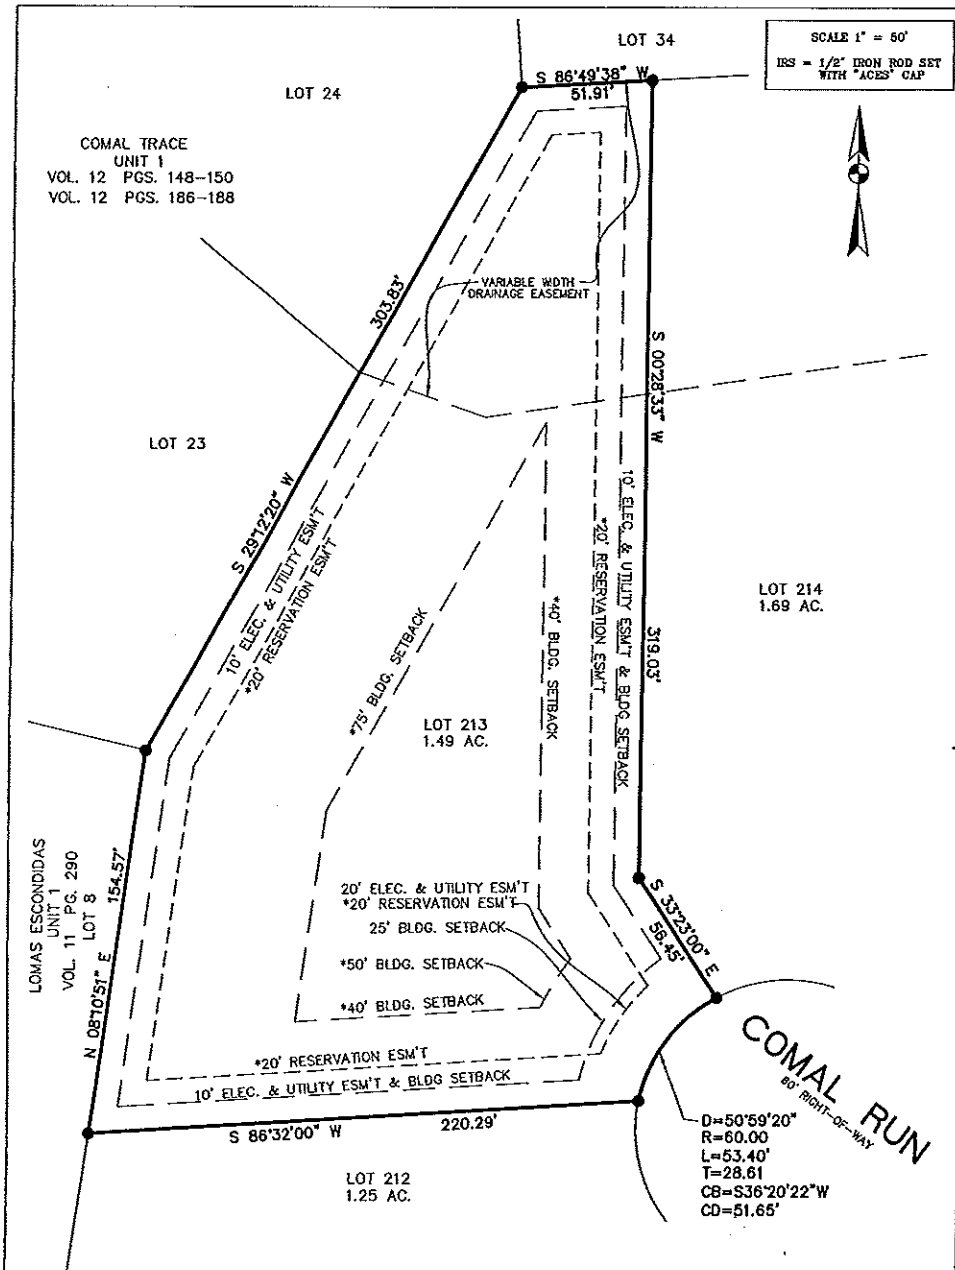 LOT 34
SCALE 1" = 50'
IRS = 1/2" IRON ROD SET
WITH "ACES" CAP
S 86°49'38" W
51.91'
LOT 24
COMAL TRACE
UNIT 1
VOL. 12 PGS. 148-150
VOL. 12 PGS. 186-188
303.83'
VARIABLE WIDTH
DRAINAGE EASEMENT
S 00°28'33" W
LOT 23
S 29°12'20" W
10' ELEC. & UTILITY ESM'T
*20' RESERVATION ESM'T
*75' BLDG. SETBACK
*40' BLDG. SETBACK
*20' RESERVATION ESM'T
10' ELEC. & UTILITY ESM'T & BLDG SETBACK
319.03'
LOT 214
1.69 AC.
LOT 213
1.49 AC.
LOMAS ESCONDIDAS
UNIT 1
VOL. 11 PG. 290
LOT 8
154.57'
N 08°10'51" E
20' ELEC. & UTILITY ESM'T
*20' RESERVATION ESM'T
25' BLDG. SETBACK
*50' BLDG. SETBACK
*40' BLDG. SETBACK
S 33°23'00" E
56.45'
*20' RESERVATION ESM'T
10' ELEC. & UTILITY ESM'T & BLDG SETBACK
S 86°32'00" W
220.29'
COMAL RUN
60' RIGHT-OF-WAY
D=50°59'20"
R=60.00
L=53.40'
T=28.61
CB=S36°20'22"W
CD=51.65'
LOT 212
1.25 AC.